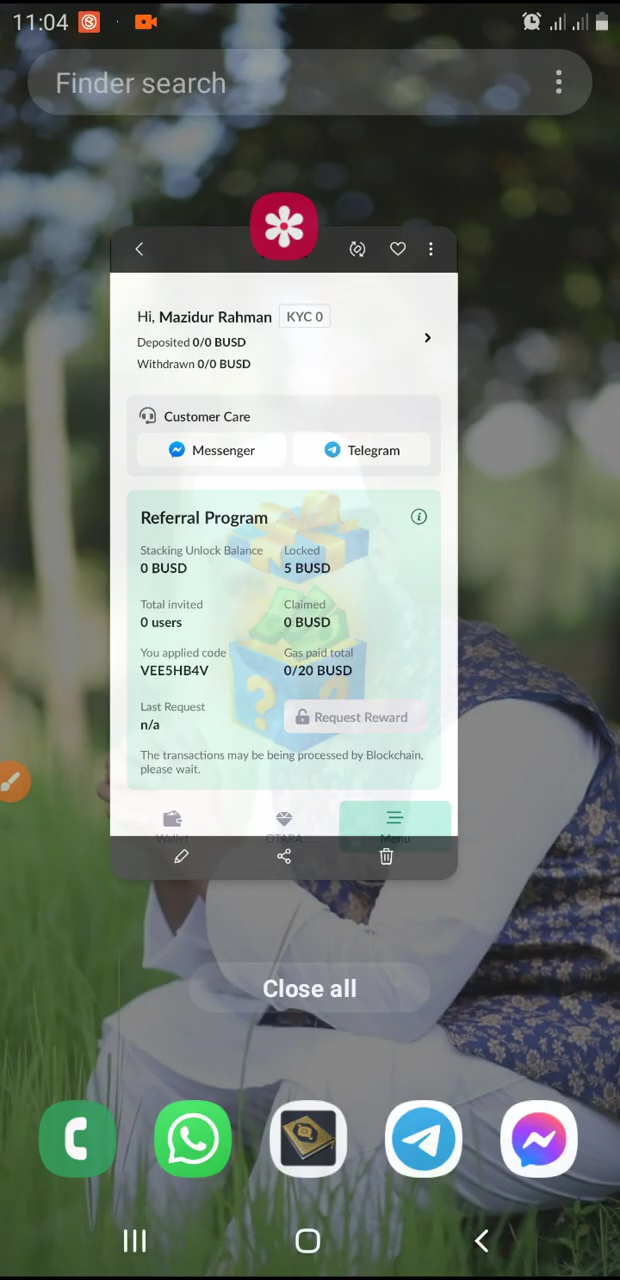 11:04
Finder search
Hi, Mazidur Rahman KYC 0
Deposited 0/0 BUSD
Withdrawn 0/0 BUSD
Customer Care
Messenger Telegram
Referral Program
Stacking Unlock Balance Locked
0 BUSD 5 BUSD
Total invited Claimed
0 users 0 BUSD
You applied code Gas paid total
VEE5HB4V 0/20 BUSD
Last Request
n/a Request Reward
The transactions may be being processed by Blockchain,
please wait.
Wallet Menu
Close all